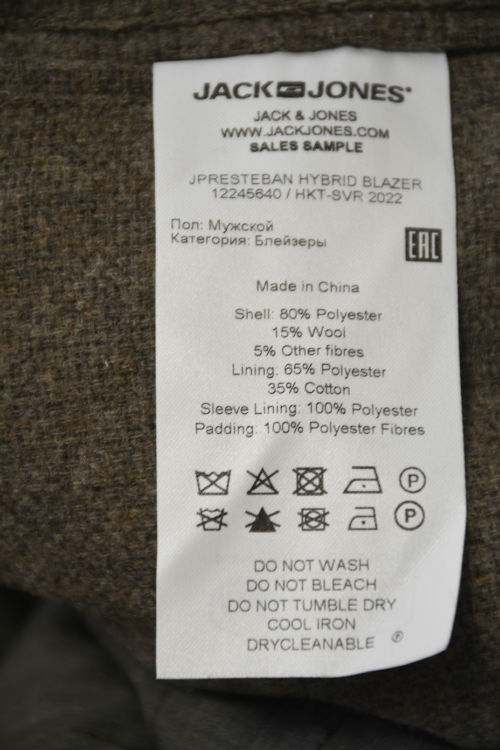 JACK JONES®
JACK & JONES
WWW.JACKJONES.COM
SALES SAMPLE
JPRESTEBAN HYBRID BLAZER
12245640 / HKT-SVR 2022
Пол: Мужской
Категория: Блейзеры
EAC
Made in China
Shell: 80% Polyester
15% Wool
5% Other fibres
Lining: 65% Polyester
35% Cotton
Sleeve Lining: 100% Polyester
Padding: 100% Polyester Fibres
P
P
DO NOT WASH
DO NOT BLEACH
DO NOT TUMBLE DRY
COOL IRON
DRYCLEANABLE Ⓟ